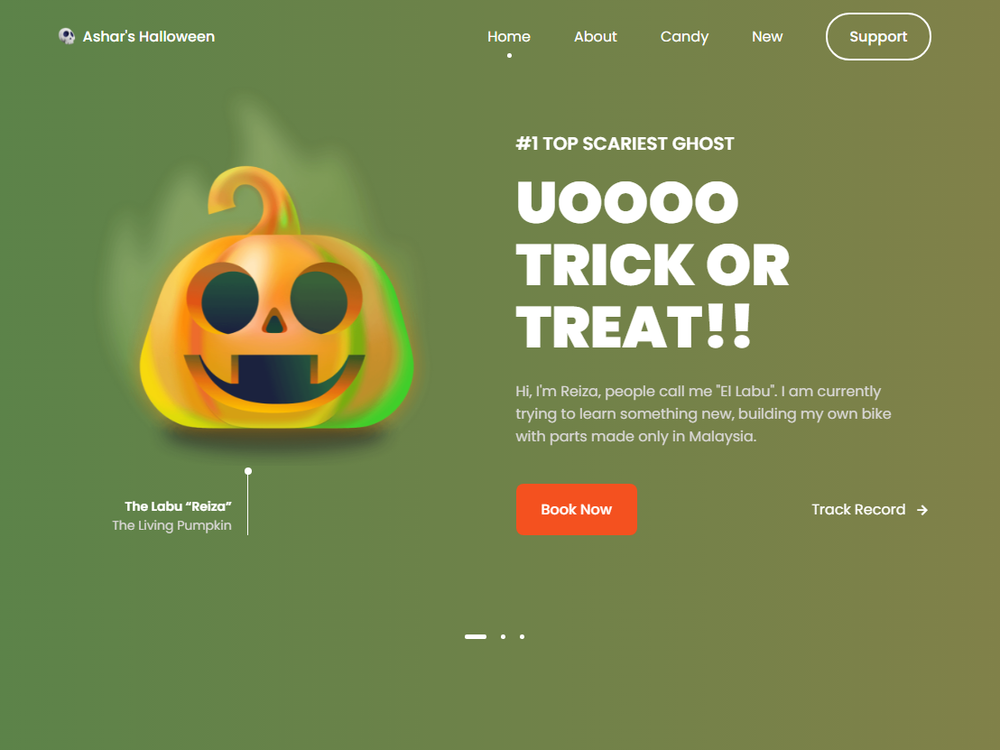 Ashar's Halloween
Home
About
Candy
New
Support
#1 TOP SCARIEST GHOST
UOOOO
TRICK OR
TREAT!!
Hi, I'm Reiza, people call me "El Labu". I am currently
trying to learn something new, building my own bike
with parts made only in Malaysia.
Book Now
Track Record →
The Labu “Reiza”
The Living Pumpkin